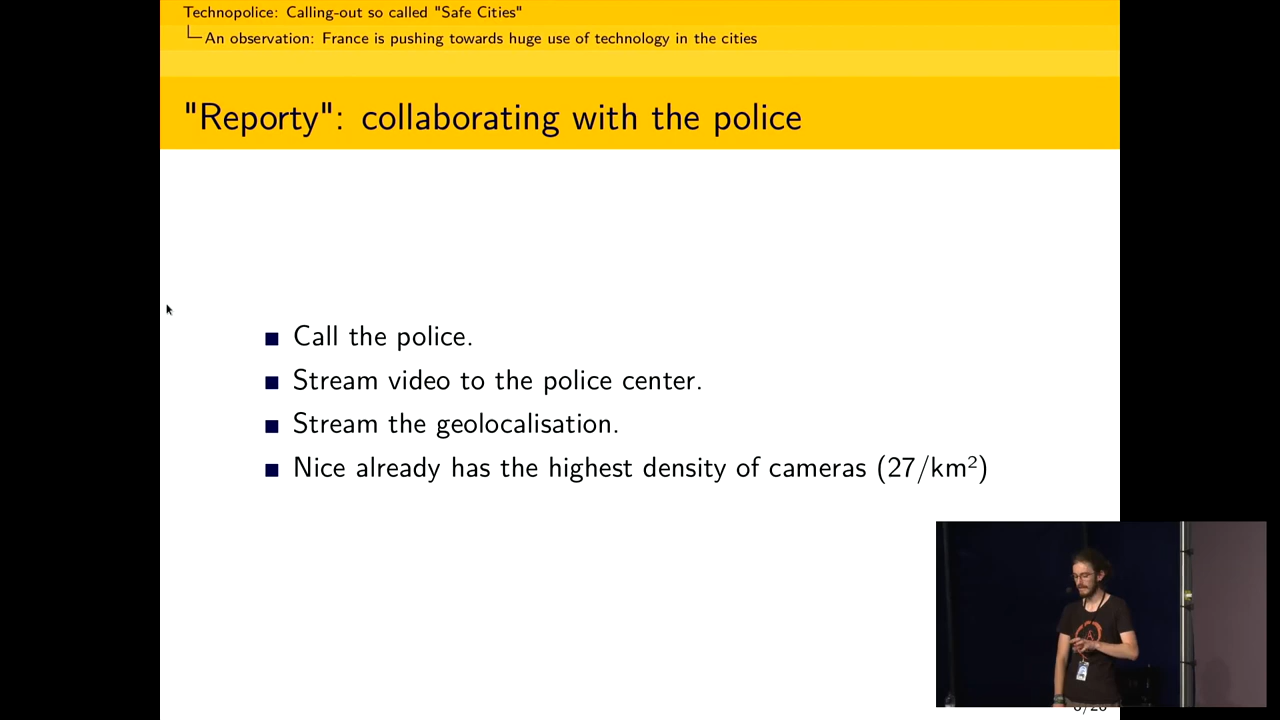 Technopolice: Calling-out so called "Safe Cities"
An observation: France is pushing towards huge use of technology in the cities
"Reporty": collaborating with the police
Call the police.
Stream video to the police center.
Stream the geolocalisation.
Nice already has the highest density of cameras (27/km²)